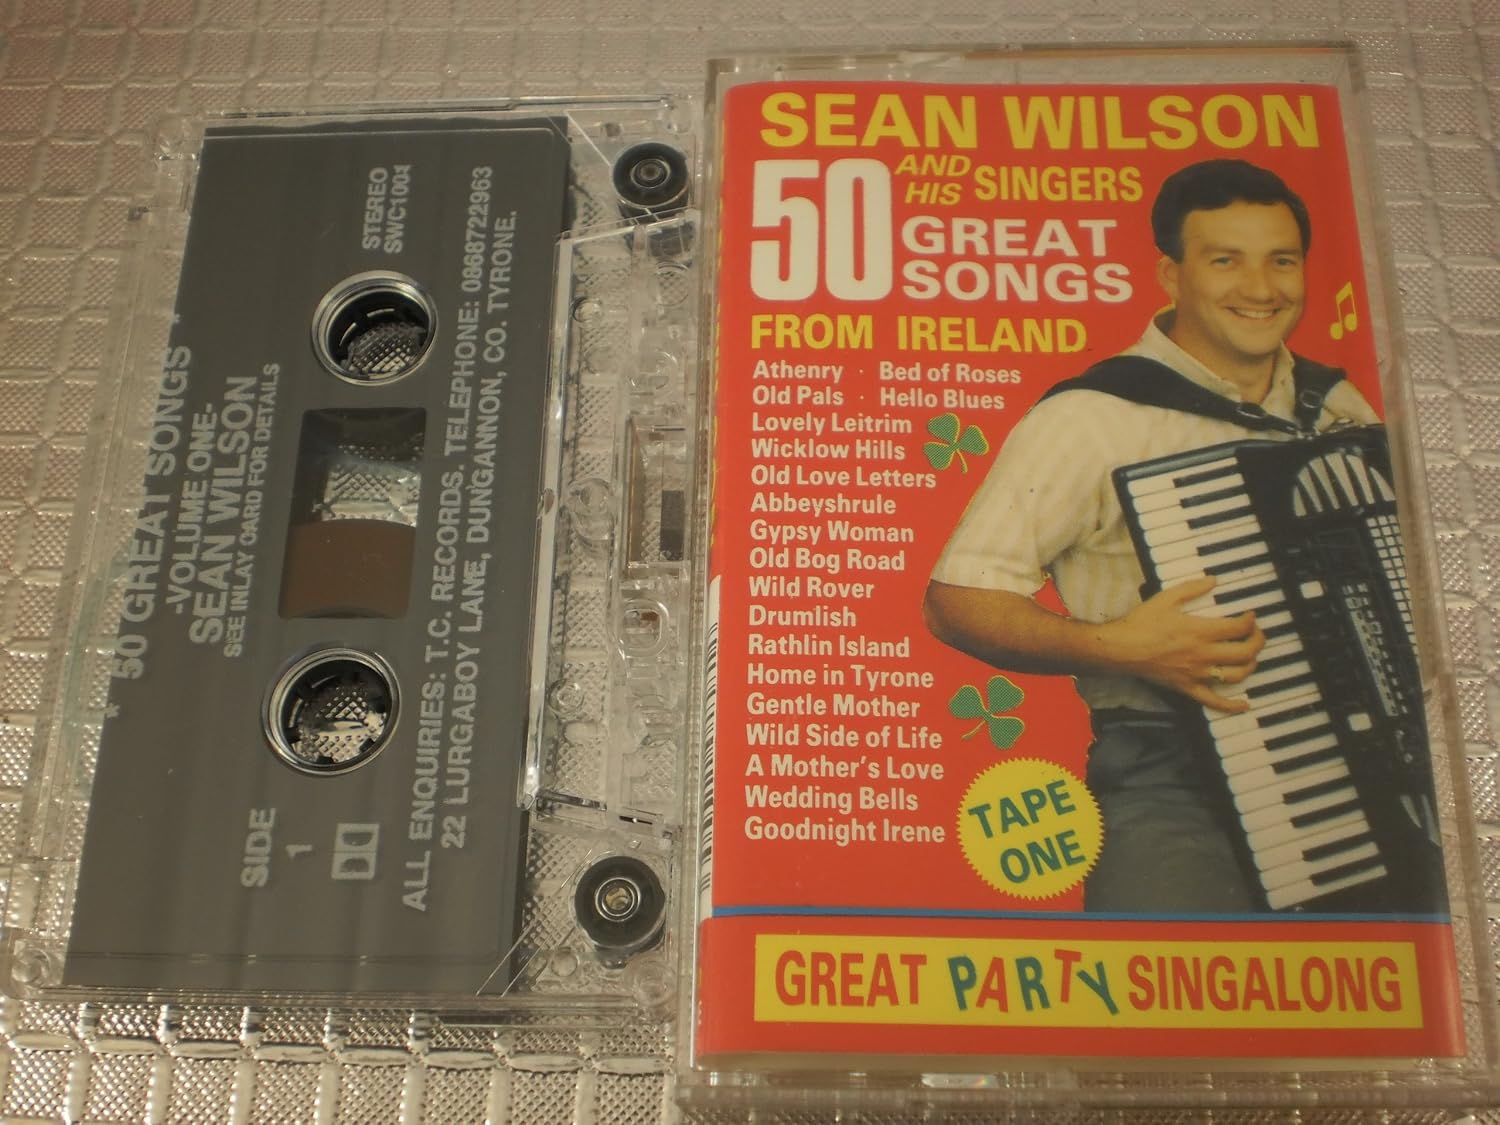 * 50 GREAT SONGS *
-VOLUME ONE-
SEAN WILSON
SEE INLAY CARD FOR DETAILS
STEREO
SWC1004
SIDE
1
ALL ENQUIRIES: T.C. RECORDS. TELEPHONE: 0868722963
22 LURGABOY LANE, DUNGANNON, CO. TYRONE.
SEAN WILSON
AND HIS SINGERS
50 GREAT SONGS
FROM IRELAND
Athenry · Bed of Roses
Old Pals · Hello Blues
Lovely Leitrim
Wicklow Hills
Old Love Letters
Abbeyshrule
Gypsy Woman
Old Bog Road
Wild Rover
Drumlish
Rathlin Island
Home in Tyrone
Gentle Mother
Wild Side of Life
A Mother's Love
Wedding Bells
Goodnight Irene
TAPE
ONE
GREAT PARTY SINGALONG